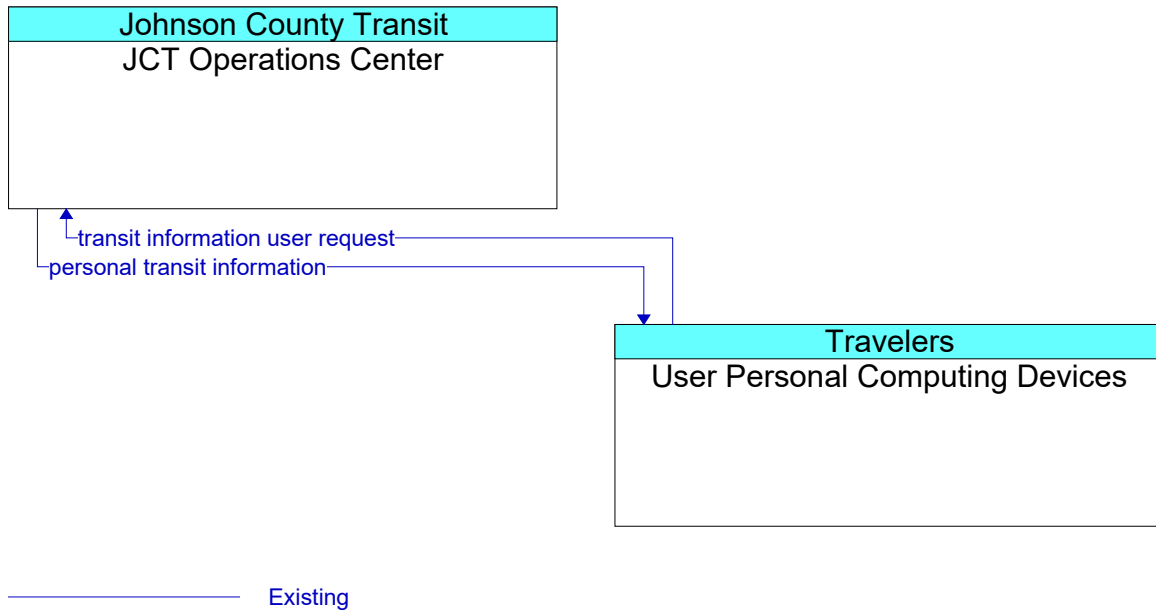 Johnson County Transit
JCT Operations Center
transit information user request
personal transit information
Travelers
User Personal Computing Devices
Existing